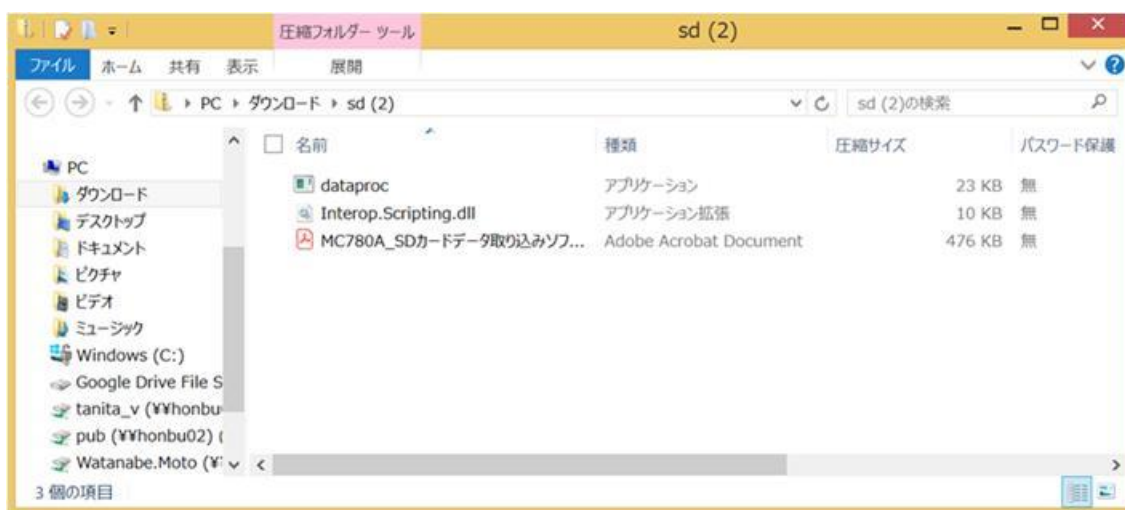 圧縮フォルダー ツール
sd (2)
ファイル ホーム 共有 表示 展開
PC ダウンロード sd (2)
sd (2)の検索
名前 種類 圧縮サイズ パスワード保護
PC
ダウンロード
デスクトップ
ドキュメント
ピクチャ
ビデオ
ミュージック
Windows (C:)
Google Drive File S
tanita_v (¥¥honbu
pub (¥¥honbu02) (
Watanabe.Moto (¥
dataproc アプリケーション 23 KB 無
Interop.Scripting.dll アプリケーション拡張 10 KB 無
MC780A_SDカードデータ取り込みソフ... Adobe Acrobat Document 476 KB 無
3 個の項目